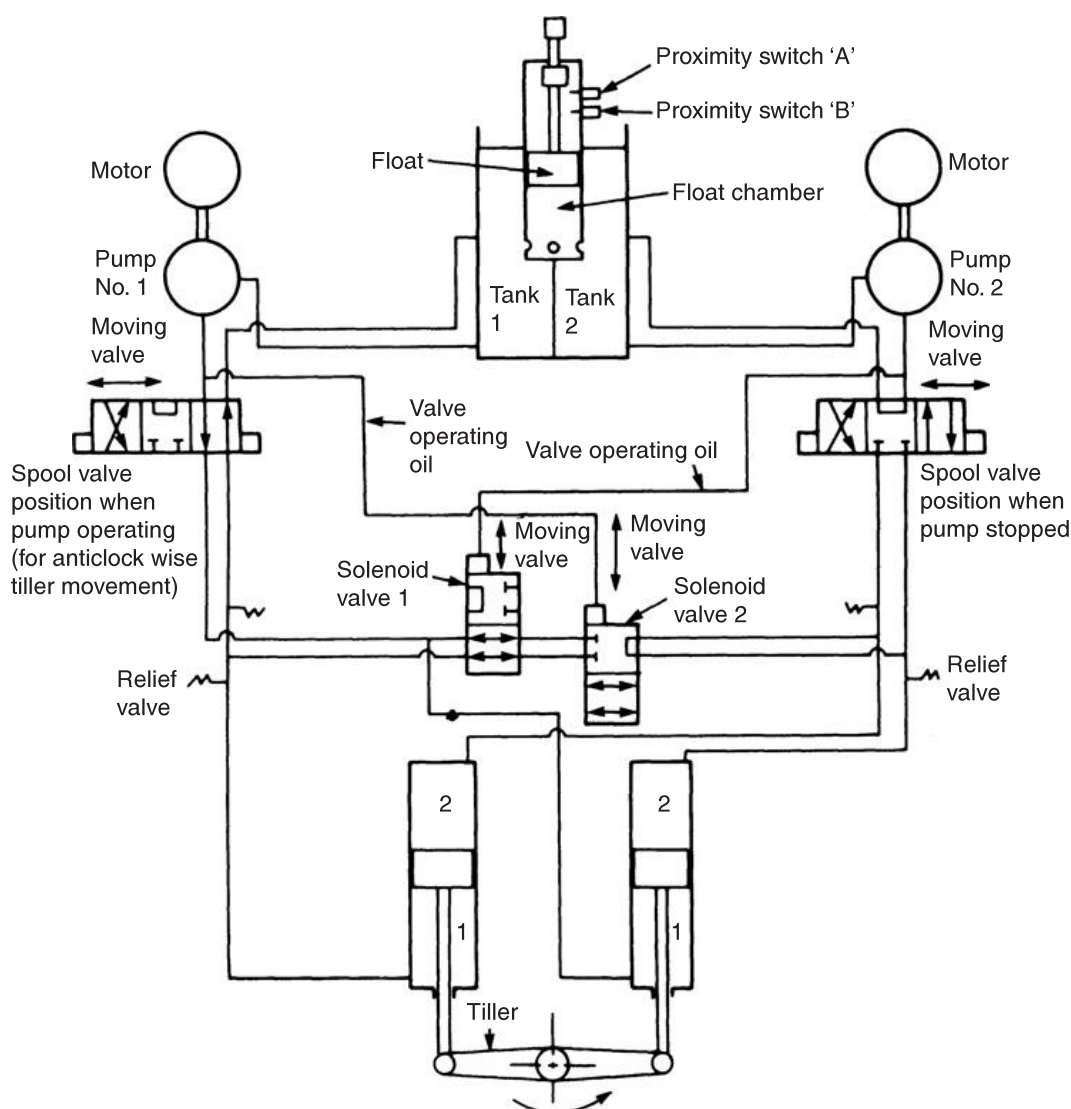 Proximity switch ‘A’
Proximity switch ‘B’
Motor
Float
Motor
Float chamber
Pump
No. 1
Tank
1
Tank
2
Pump
No. 2
Moving
valve
Moving
valve
Valve
operating
oil
Valve operating oil
Spool valve
position when
pump operating
(for anticlock wise
tiller movement)
Spool valve
position when
pump stopped
Moving
valve
Moving
valve
Solenoid
valve 1
Solenoid
valve 2
Relief
valve
Relief
valve
2
2
1
1
Tiller